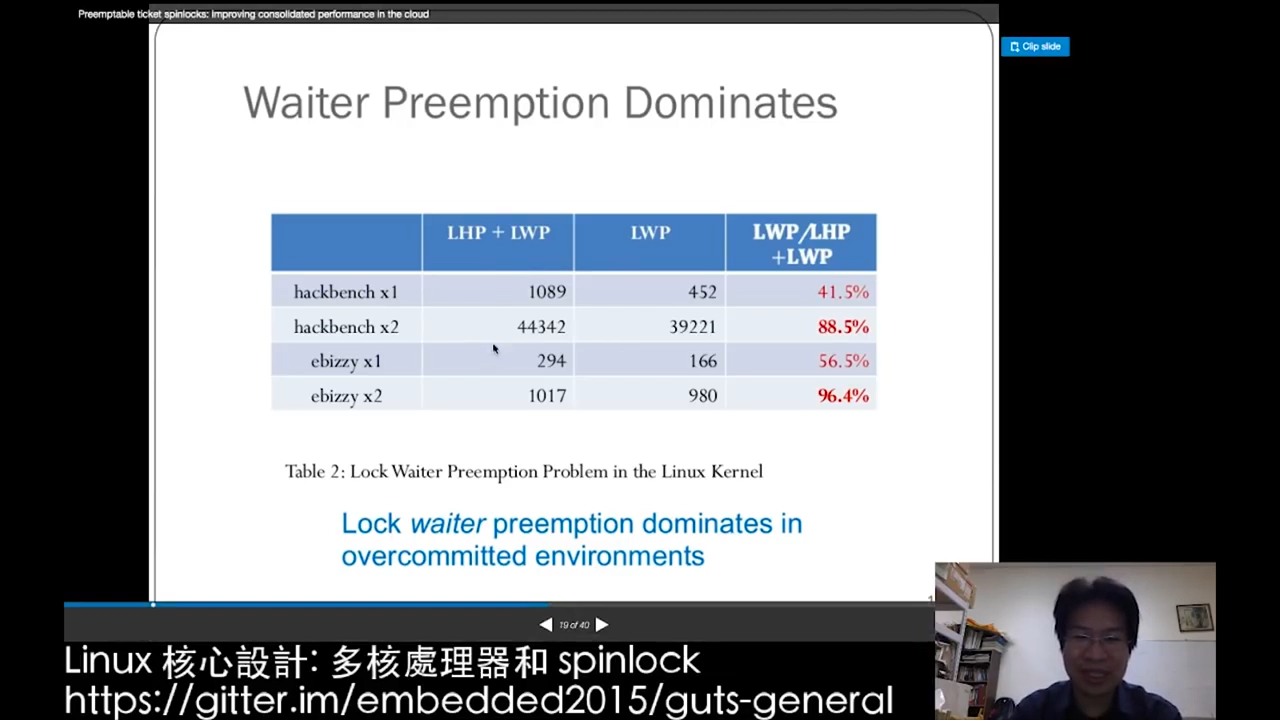 Preemptable ticket spinlocks: improving consolidated performance in the cloud
Clip slide
Waiter Preemption Dominates
LHP + LWP LWP LWP/LHP
+LWP
hackbench x1 1089 452 41.5%
hackbench x2 44342 39221 88.5%
ebizzy x1 294 166 56.5%
ebizzy x2 1017 980 96.4%
Table 2: Lock Waiter Preemption Problem in the Linux Kernel
Lock waiter preemption dominates in
overcommitted environments
19 of 40
Linux 核心設計: 多核處理器和 spinlock
https://gitter.im/embedded2015/guts-general